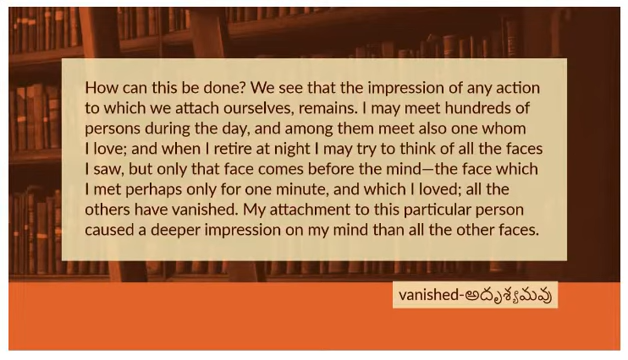 How can this be done? We see that the impression of any action
to which we attach ourselves, remains. I may meet hundreds of
persons during the day, and among them meet also one whom
I love; and when I retire at night I may try to think of all the faces
I saw, but only that face comes before the mind—the face which
I met perhaps only for one minute, and which I loved; all the
others have vanished. My attachment to this particular person
caused a deeper impression on my mind than all the other faces.
vanished-అదృశ్యమవు